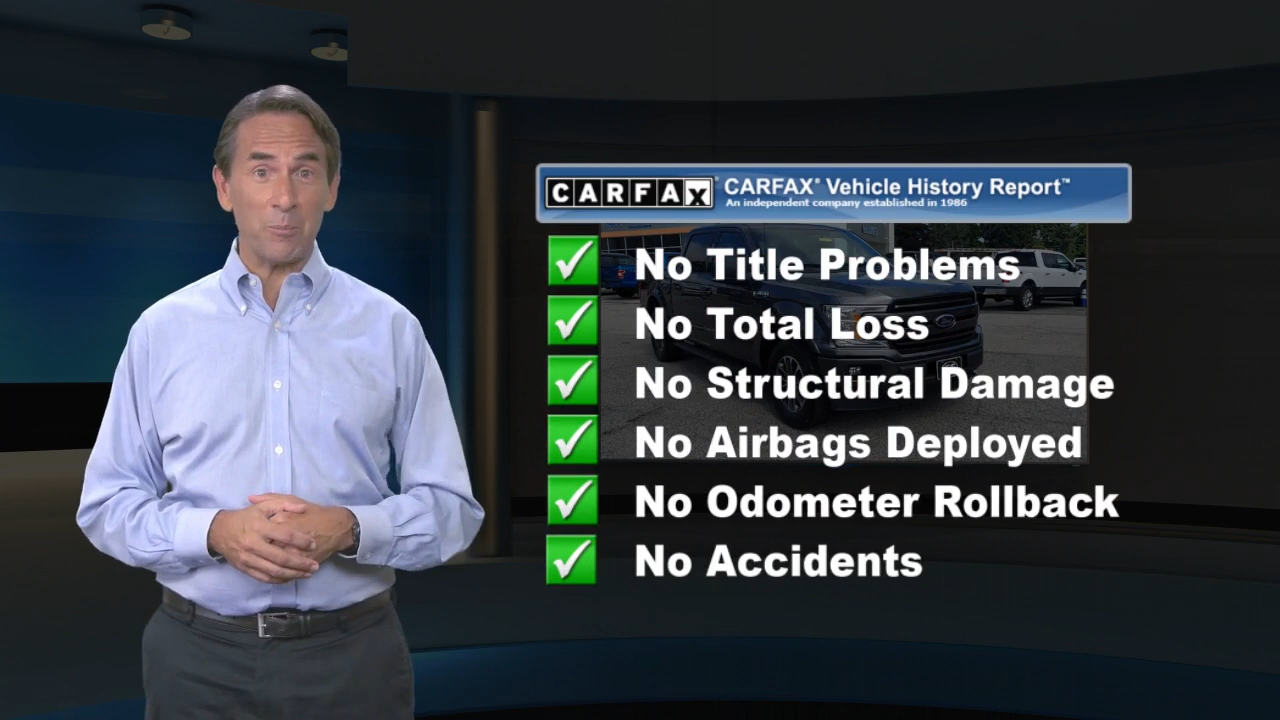 CARFAX
CARFAX® Vehicle History Report™
An independent company established in 1986
No Title Problems
No Total Loss
No Structural Damage
No Airbags Deployed
No Odometer Rollback
No Accidents